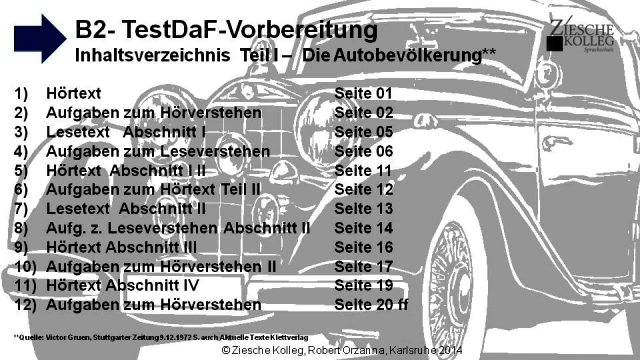 B2- TestDaF-Vorbereitung
Inhaltsverzeichnis Teil I – Die Autobevölkerung**
ZIESCHE
KOLLEG
Sprachschule
1) Hörtext Seite 01
2) Aufgaben zum Hörverstehen Seite 02
3) Lesetext Abschnitt I Seite 05
4) Aufgaben zum Leseverstehen Seite 06
5) Hörtext Abschnitt I II Seite 11
6) Aufgaben zum Hörtext Teil II Seite 12
7) Lesetext Abschnitt II Seite 13
8) Aufg. z. Leseverstehen Abschnitt II Seite 14
9) Hörtext Abschnitt III Seite 16
10) Aufgaben zum Hörverstehen II Seite 17
11) Hörtext Abschnitt IV Seite 19
12) Aufgaben zum Hörverstehen Seite 20 ff
**Quelle: Victor Gruen, Stuttgarter Zeitung 9.12.1972 S. auch Aktuelle Texte Klettverlag
© Ziesche Kolleg, Robert Orzanna, Karlsruhe 2014